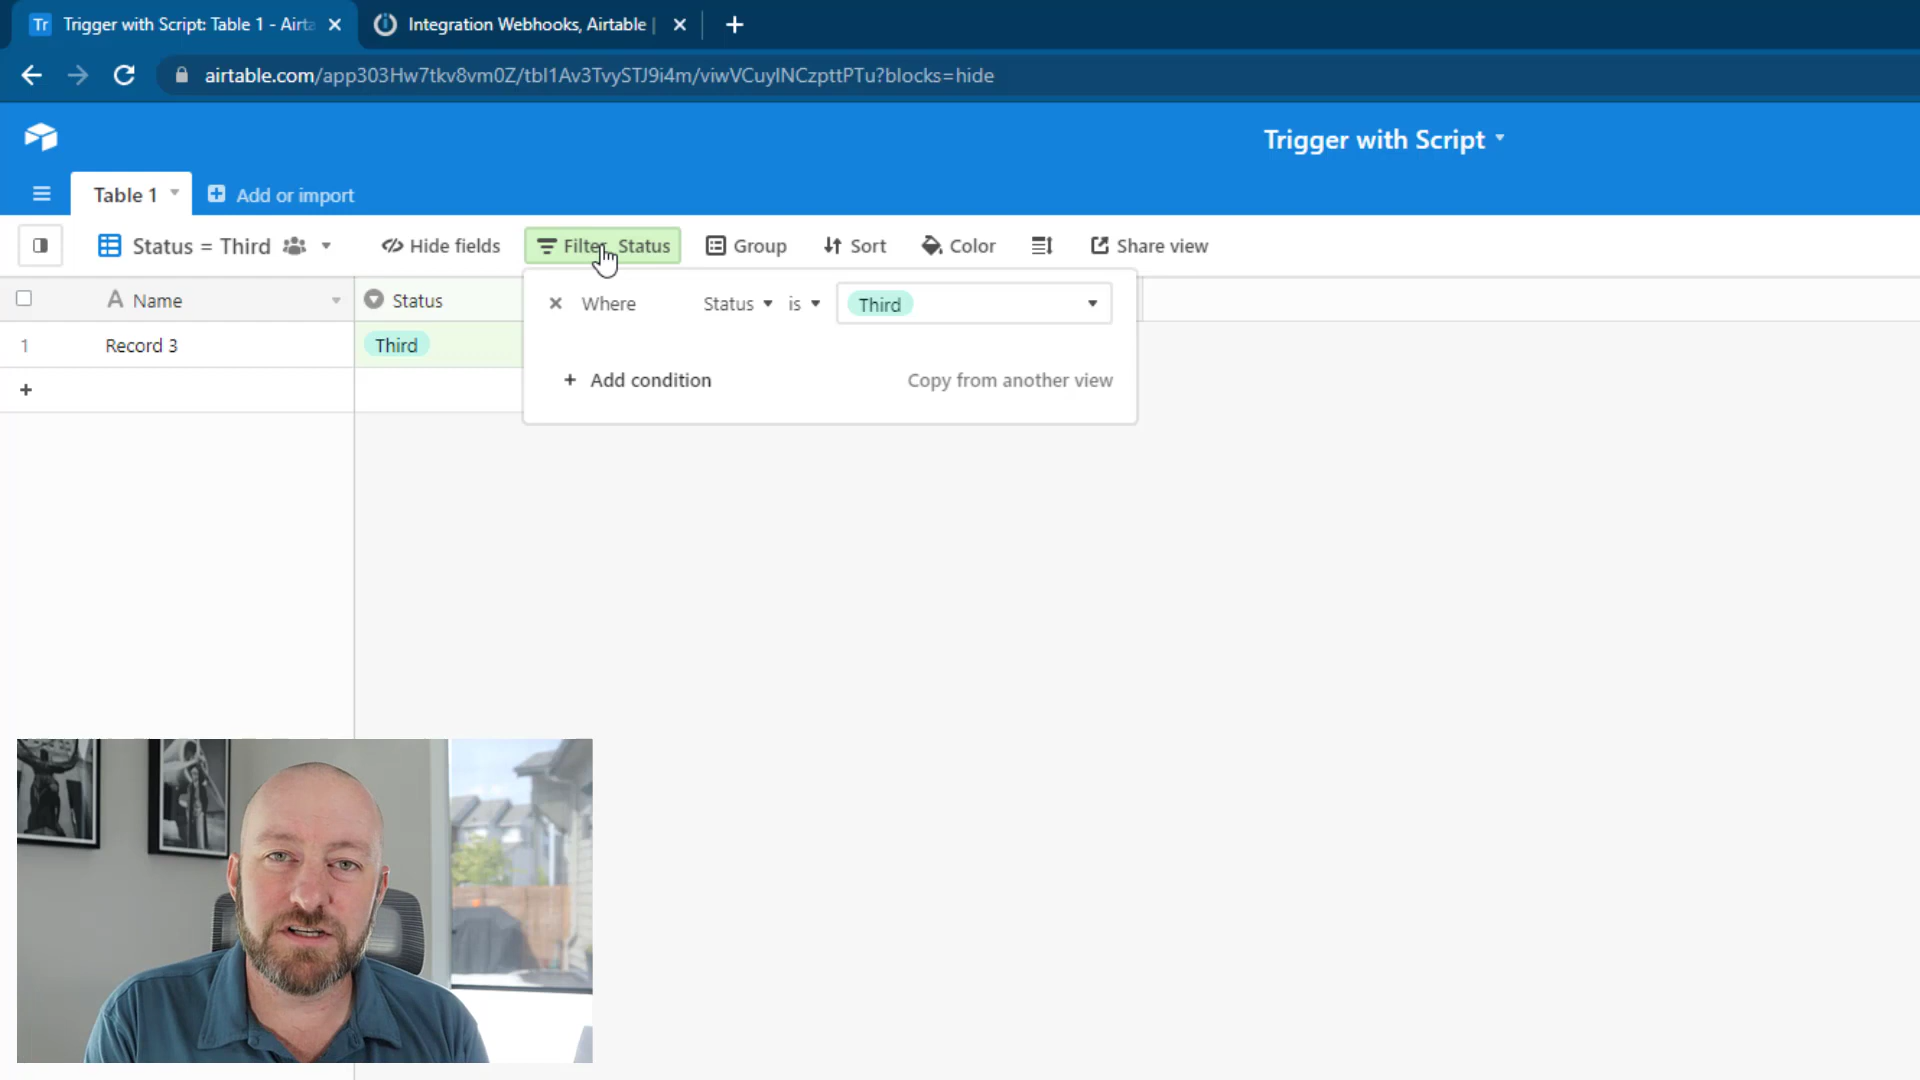 Tr Trigger with Script: Table 1 - Airta
Integration Webhooks, Airtable |
airtable.com/app303Hw7tkv8vm0Z/tbl1Av3TvySTJ9i4m/viwVCuyINCzpttPTu?blocks=hide
Trigger with Script
Table 1
Add or import
Status = Third
Hide fields
Filter Status
Group
Sort
Color
Share view
A Name
Status
Where Status is Third
1 Record 3 Third
+ Add condition
Copy from another view
+